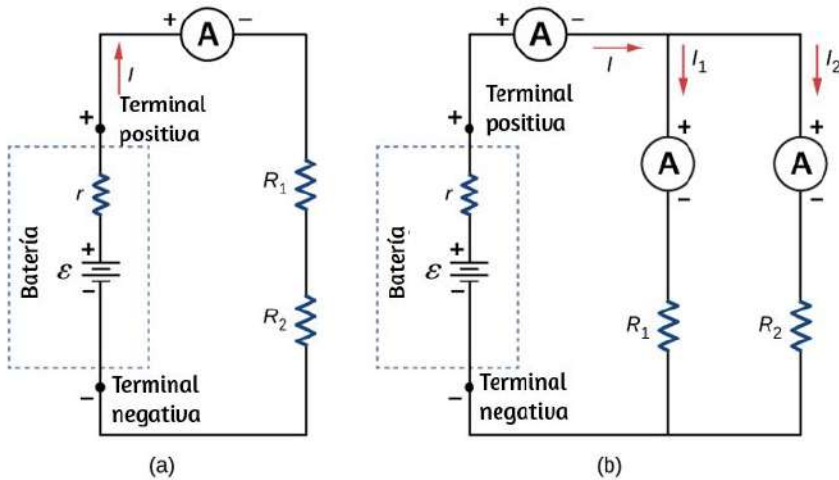 + A −
I
+ Terminal
positiva
r
+
Batería
ε
−
R1
R2
− Terminal
negativa
(a)
+ A −
I
I1
I2
+ Terminal
positiva
+
A
−
+
A
−
r
+
Batería
ε
−
R1
R2
− Terminal
negativa
(b)